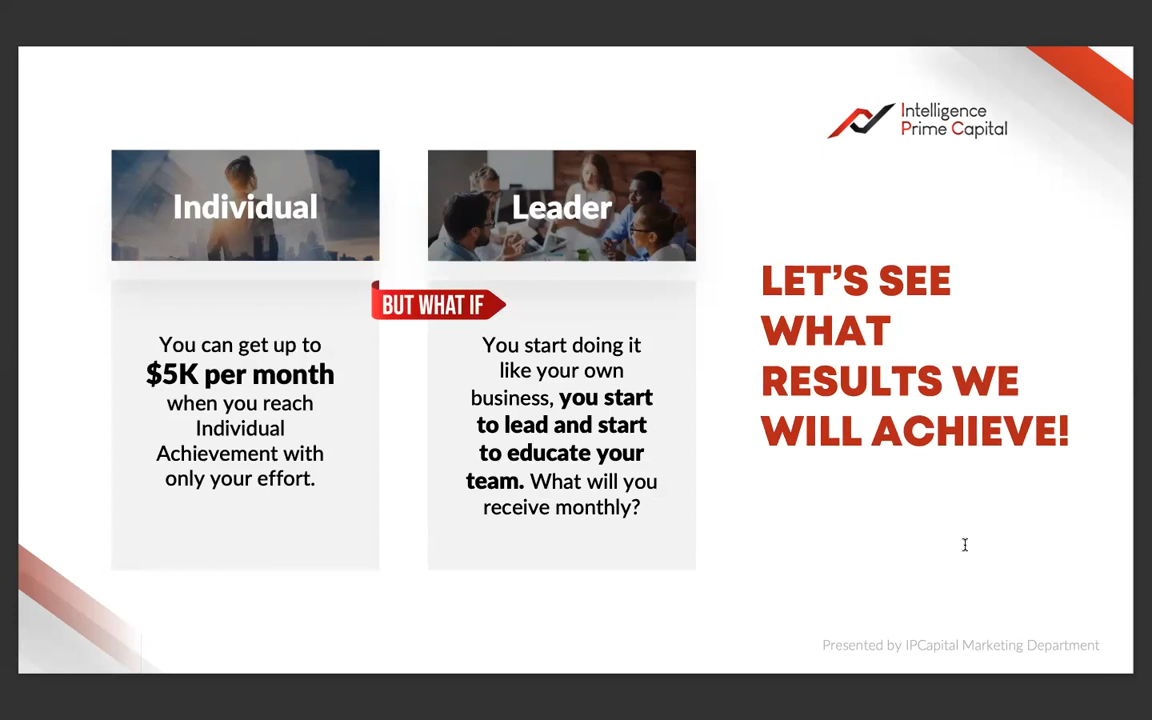 Intelligence
Prime Capital
Individual
Leader
BUT WHAT IF
You can get up to
$5K per month
when you reach
Individual
Achievement with
only your effort.
You start doing it
like your own
business, you start
to lead and start
to educate your
team. What will you
receive monthly?
LET'S SEE
WHAT
RESULTS WE
WILL ACHIEVE!
Presented by IPCapital Marketing Department